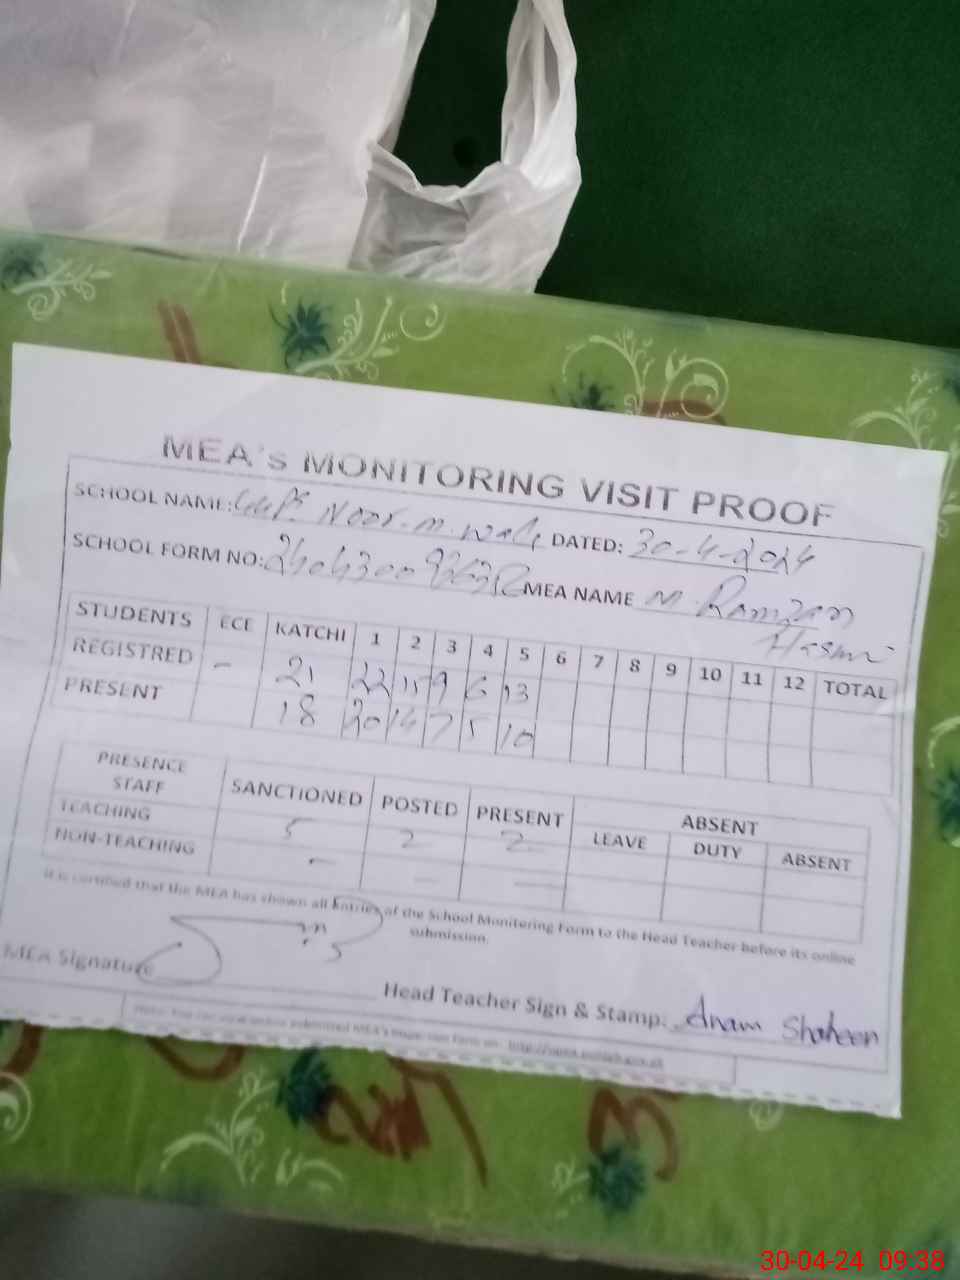 MEA's MONITORING VISIT PROOF
SCHOOL NAME: Noor. M. DATED: 30-4-2024
SCHOOL FORM NO: MEA NAME M. Ramzan
STUDENTS ECE KATCHI 1 2 3 4 5 6 7 8 9 10 11 12 TOTAL
REGISTRED - 21 22 15 9 6 13
PRESENT 18 20 14 7 5 10
PRESENCE STAFF SANCTIONED POSTED PRESENT ABSENT
LEAVE DUTY ABSENT
TEACHING 5 2 2
NON-TEACHING - - -
It is certified that the MEA has shown all Entries of the School Monitoring Form to the Head Teacher before its online
submission.
MEA Signature
Head Teacher Sign & Stamp: Anam Shaheen
30-04-24 09:38